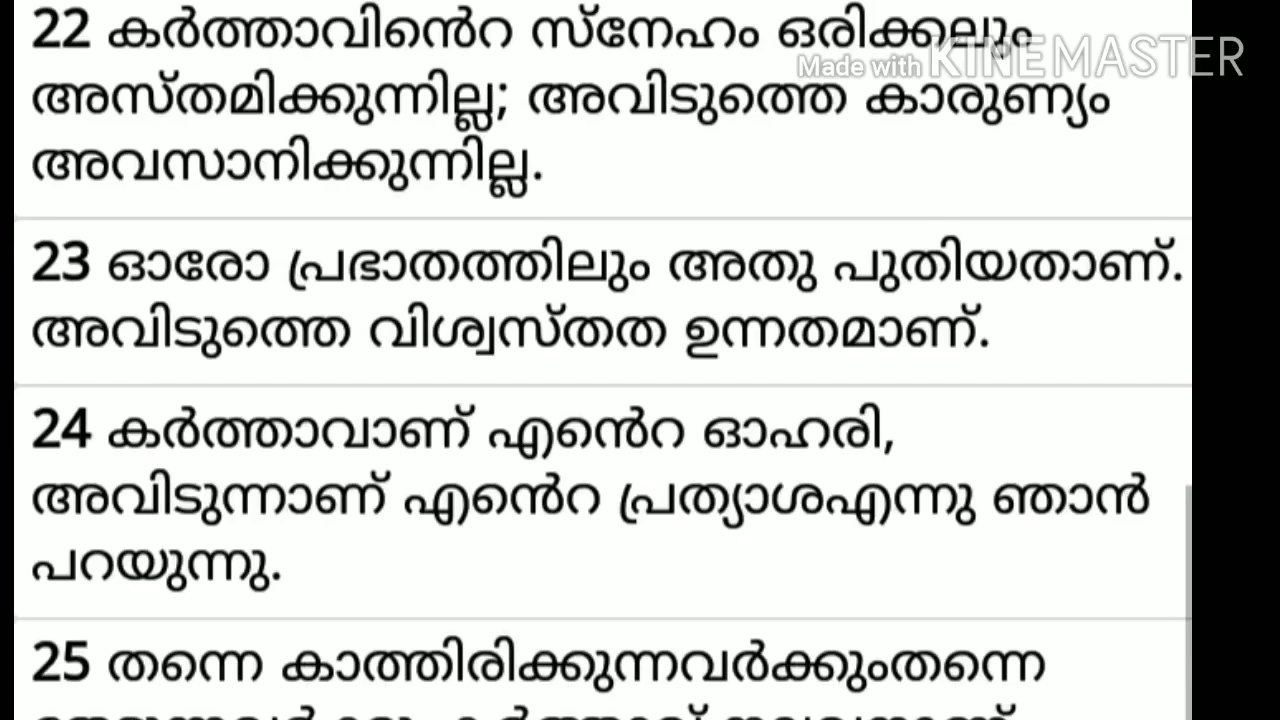 22 കർത്താവിൻെറ സ്നേഹം ഒരിക്കലും
Made with KINEMASTER
അസ്തമിക്കുന്നില്ല; അവിടുത്തെ കാരുണ്യം
അവസാനിക്കുന്നില്ല.
23 ഓരോ പ്രഭാതത്തിലും അതു പുതിയതാണ്.
അവിടുത്തെ വിശ്വസ്തത ഉന്നതമാണ്.
24 കർത്താവാണ് എൻെറ ഓഹരി,
അവിടുന്നാണ് എൻെറ പ്രത്യാശഎന്നു ഞാൻ
പറയുന്നു.
25 തന്നെ കാത്തിരിക്കുന്നവർക്കുംതന്നെ